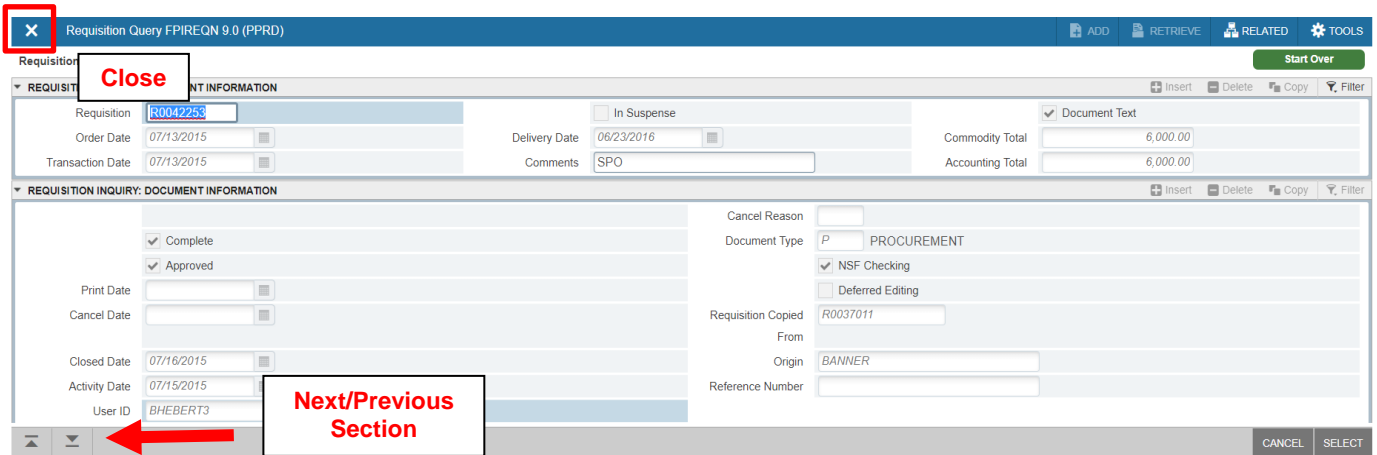 Requisition Query FPIREQN 9.0 (PPRD) ADD RETRIEVE RELATED TOOLS
Requisition Start Over
Close
REQUISITI NT INFORMATION Insert Delete Copy Filter
Requisition R0042253 In Suspense Document Text
Order Date 07/13/2015 Delivery Date 06/23/2016 Commodity Total 6,000.00
Transaction Date 07/13/2015 Comments SPO Accounting Total 6,000.00
REQUISITION INQUIRY: DOCUMENT INFORMATION Insert Delete Copy Filter
Cancel Reason
Complete Document Type P PROCUREMENT
Approved NSF Checking
Print Date Deferred Editing
Cancel Date Requisition Copied R0037011
From
Closed Date 07/16/2015 Origin BANNER
Activity Date 07/15/2015 Reference Number
User ID BHEBERT3
Next/Previous
Section
CANCEL SELECT